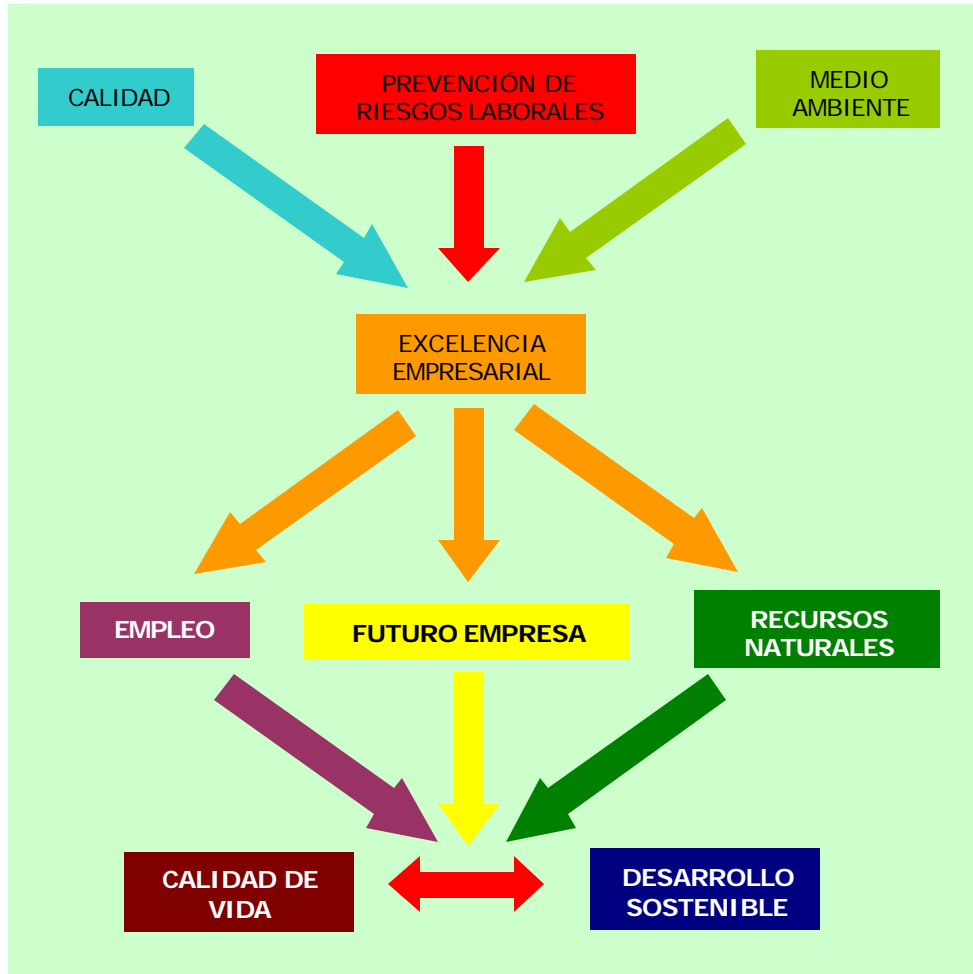 CALIDAD
PREVENCIÓN DE
RIESGOS LABORALES
MEDIO
AMBIENTE
EXCELENCIA
EMPRESARIAL
EMPLEO
FUTURO EMPRESA
RECURSOS
NATURALES
CALIDAD DE
VIDA
DESARROLLO
SOSTENIBLE